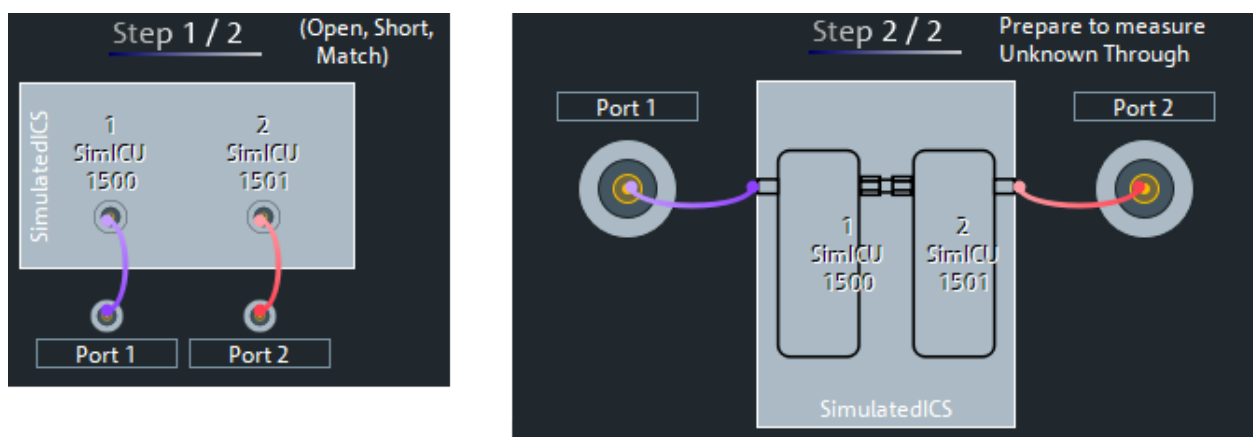 Step 1 / 2
(Open, Short,
Match)
SimulatedICS
1
SimICU
1500
2
SimICU
1501
Port 1
Port 2
Step 2 / 2
Prepare to measure
Unknown Through
Port 1
Port 2
1
SimICU
1500
2
SimICU
1501
SimulatedICS